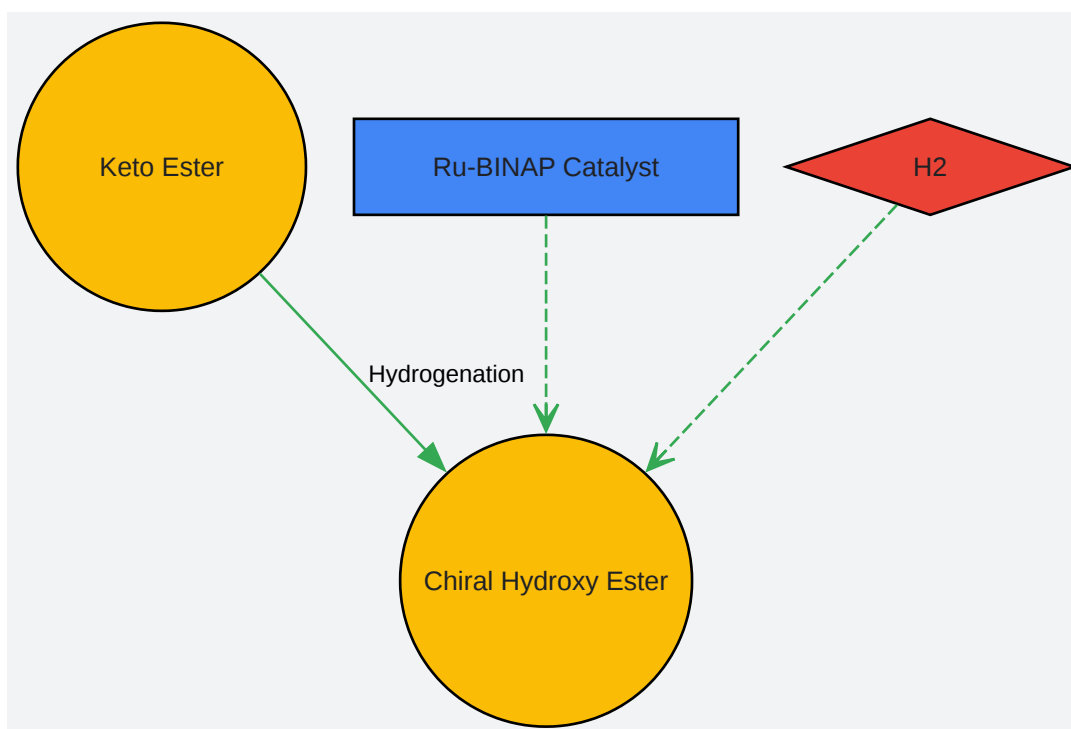 Keto Ester
Ru-BINAP Catalyst
H2
Hydrogenation
Chiral Hydroxy Ester